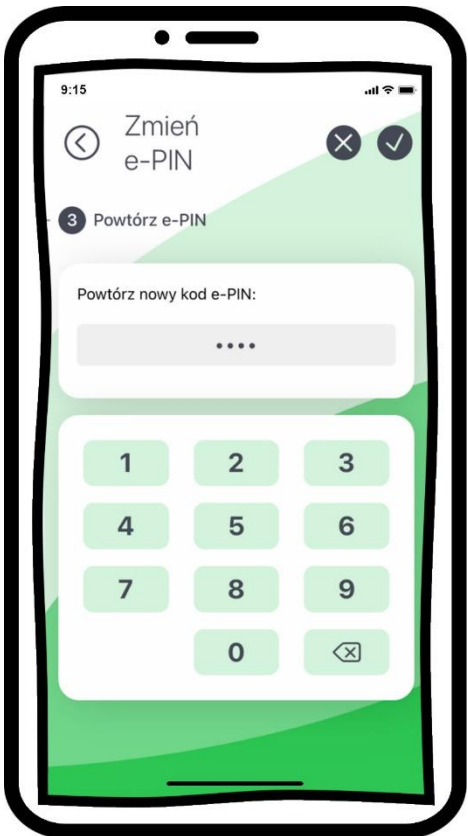 9:15
Zmień
e-PIN
3 Powtórz e-PIN
Powtórz nowy kod e-PIN:
••••
1 2 3
4 5 6
7 8 9
0